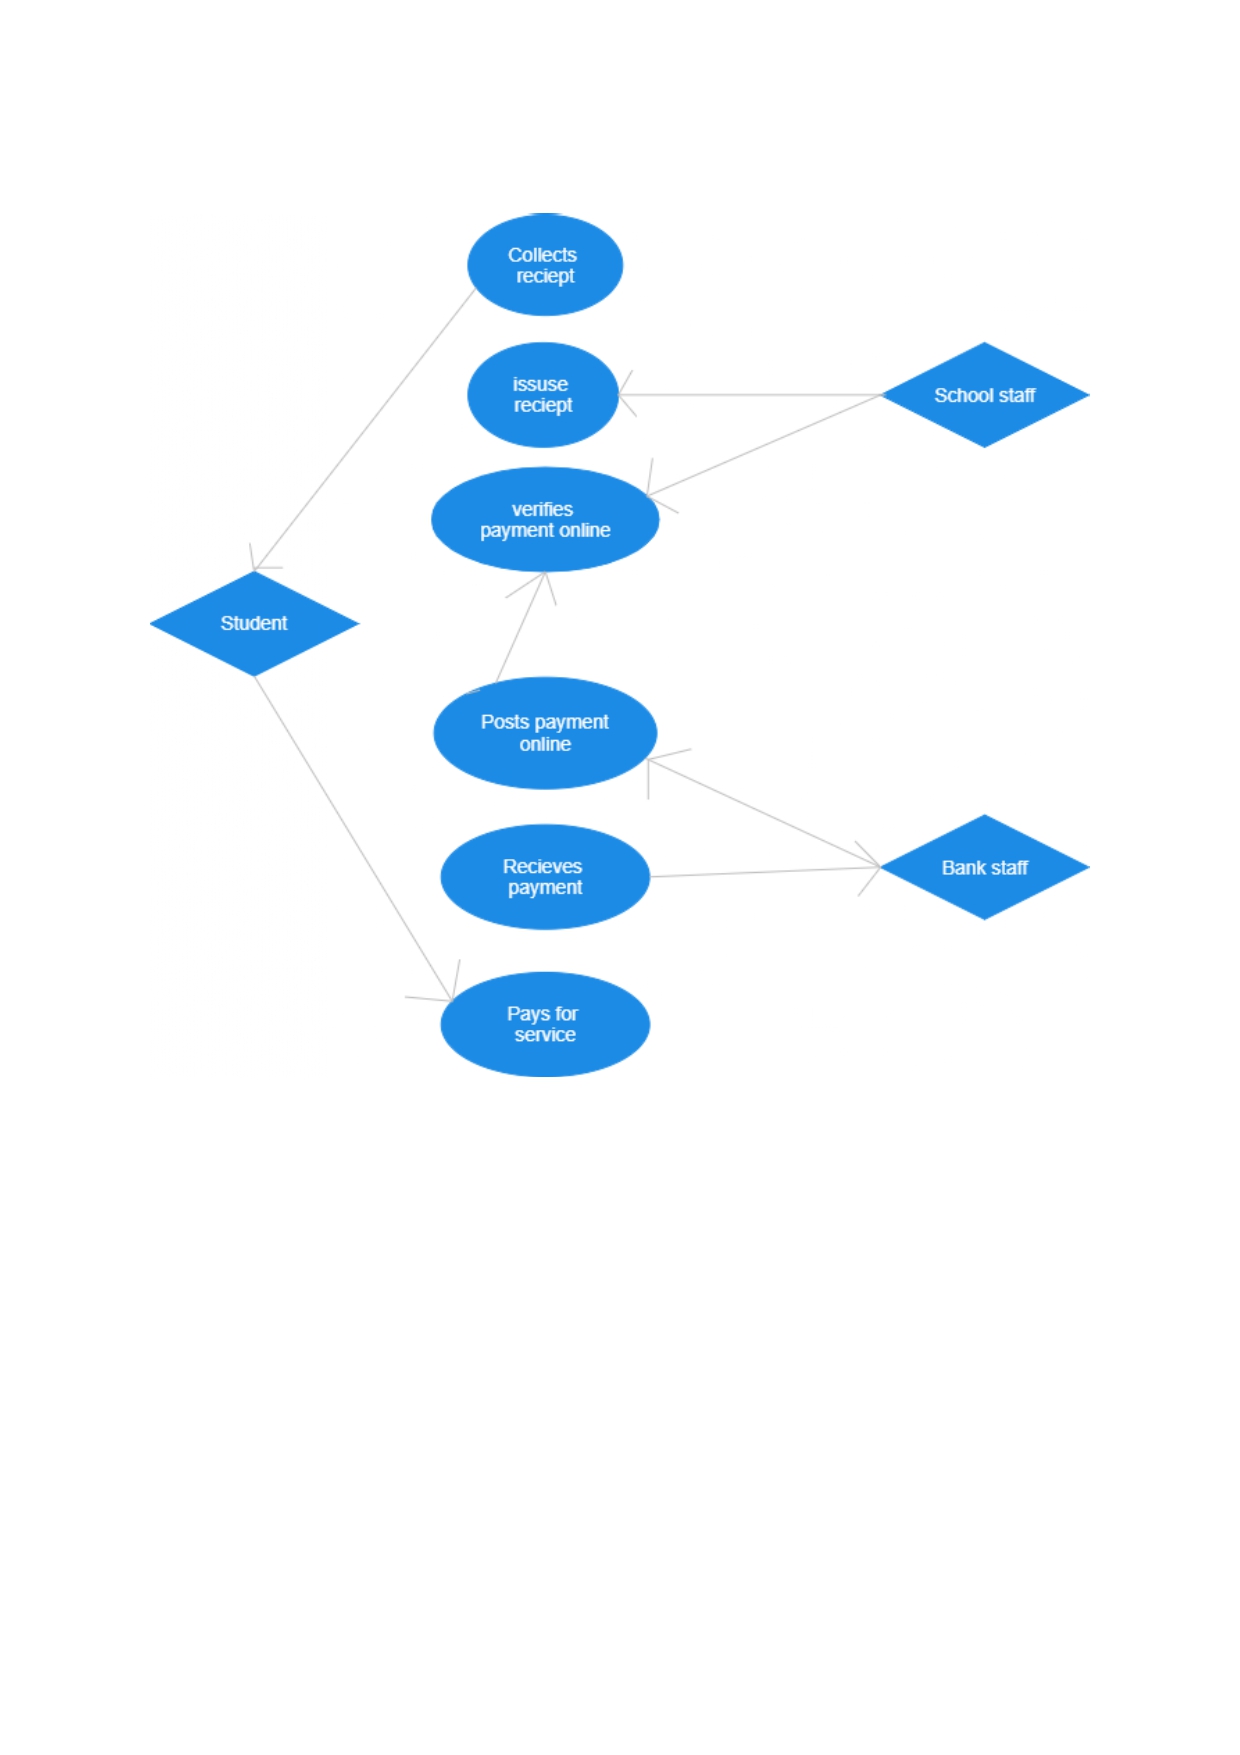 Collects
reciept
issuse
reciept
School staff
verifies
payment online
Student
Posts payment
online
Recieves
payment
Bank staff
Pays for
service